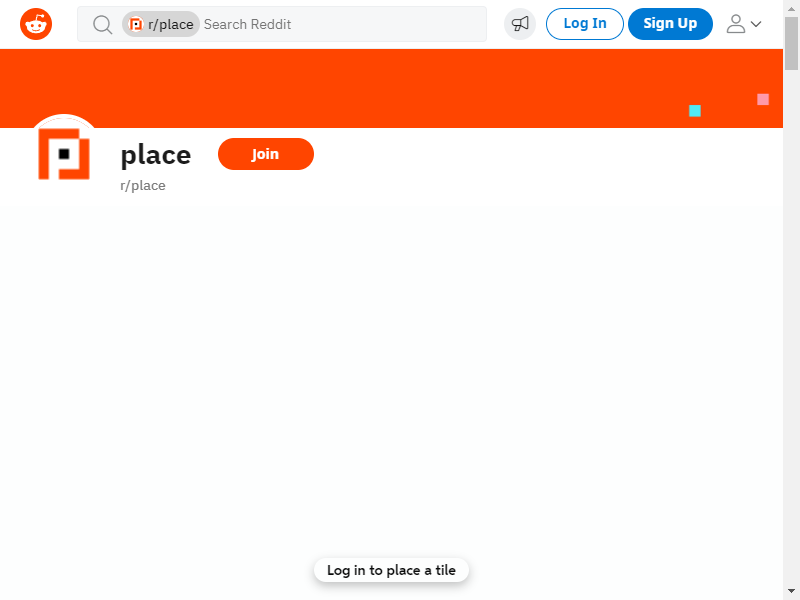 r/place Search Reddit Log In Sign Up
place Join
r/place
Log in to place a tile